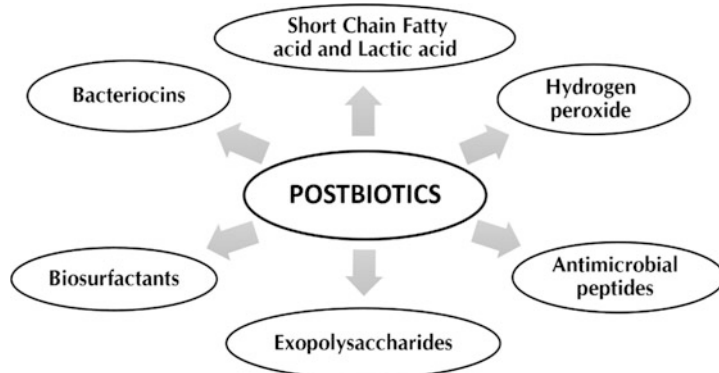 Short Chain Fatty
acid and Lactic acid
Bacteriocins
Hydrogen
peroxide
POSTBIOTICS
Biosurfactants
Antimicrobial
peptides
Exopolysaccharides